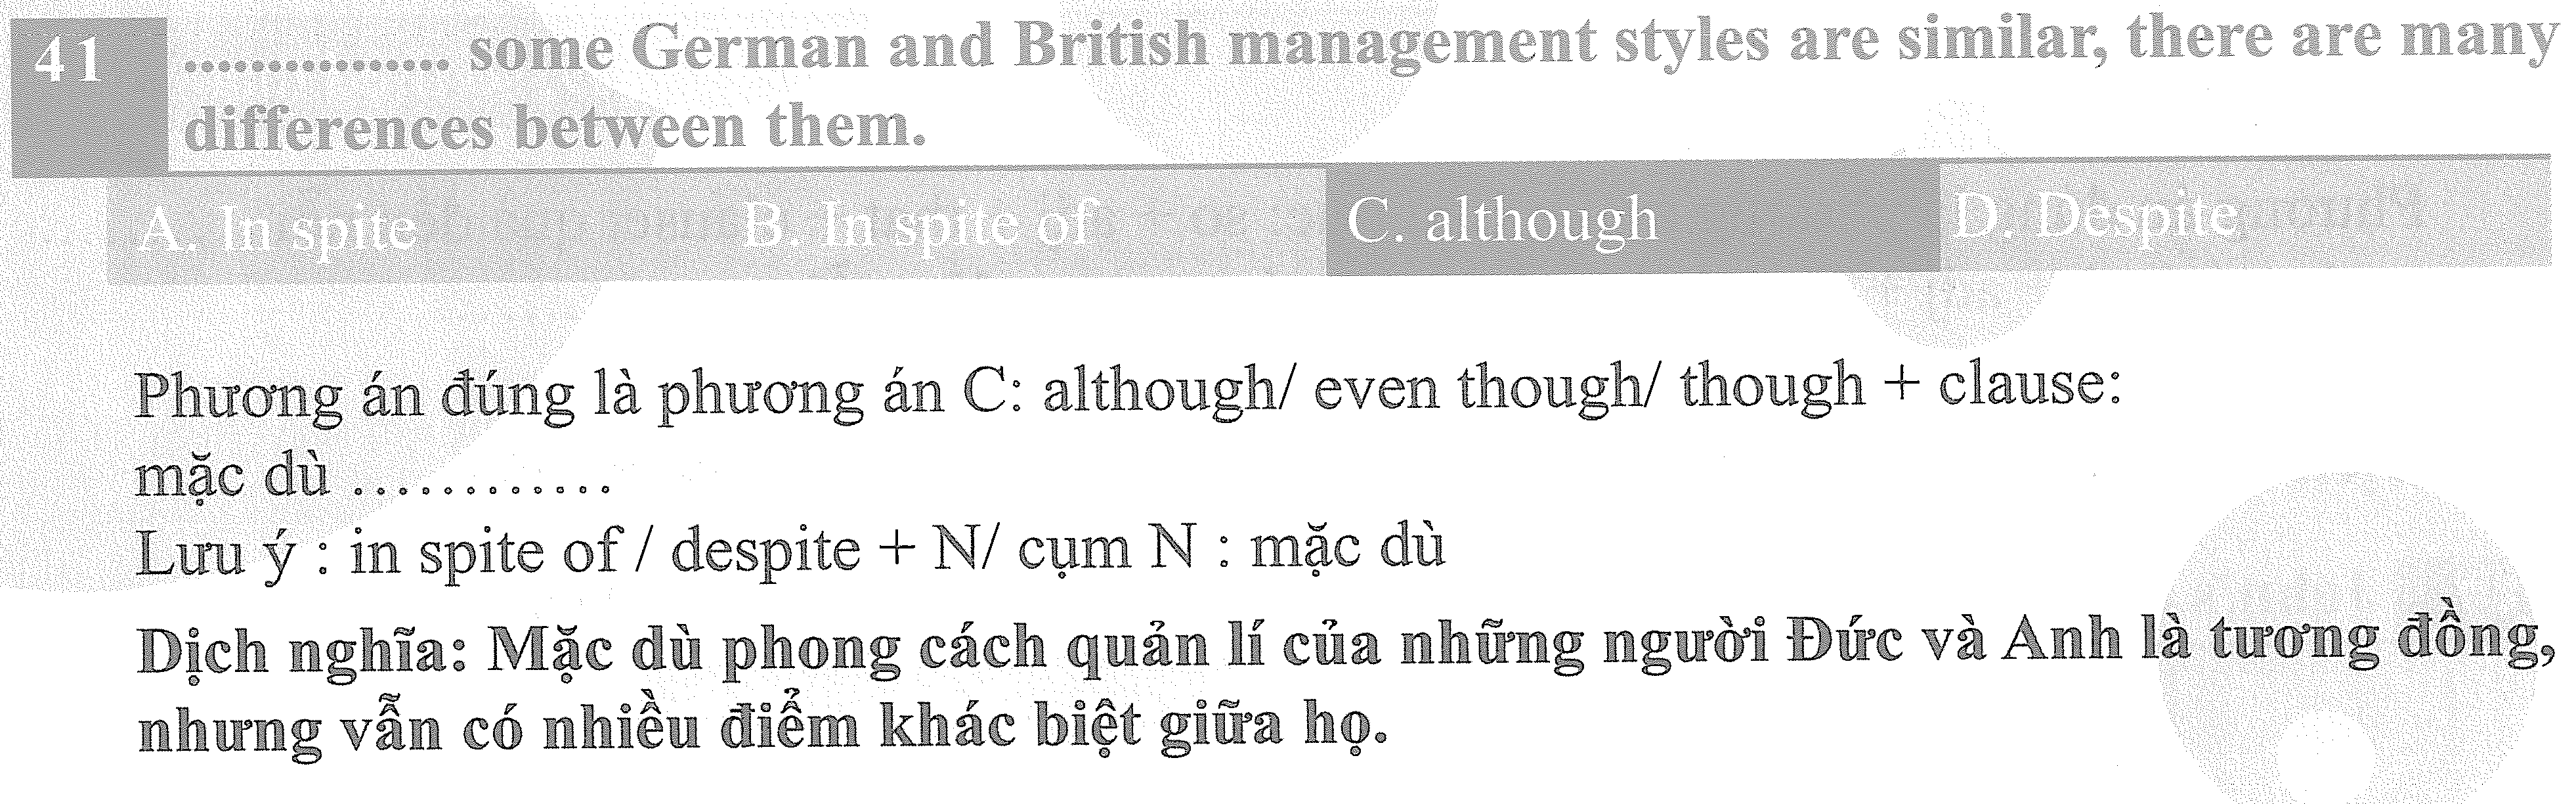 41 ............... some German and British management styles are similar, there are many
differences between them.
A. In spite B. In spite of C. although D. Despite
Phương án đúng là phương án C: although/ even though/ though + clause:
mặc dù ............
Lưu ý : in spite of / despite + N/ cụm N : mặc dù
Dịch nghĩa: Mặc dù phong cách quản lí của những người Đức và Anh là tương đồng,
nhưng vẫn có nhiều điểm khác biệt giữa họ.